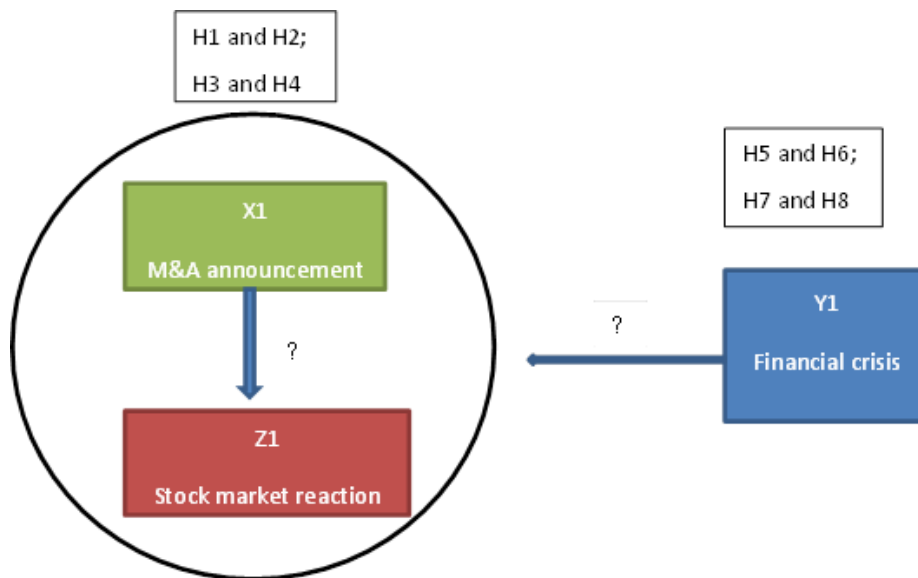 H1 and H2;
H3 and H4
H5 and H6;
H7 and H8
X1
M&A announcement
?
?
Y1
Financial crisis
Z1
Stock market reaction